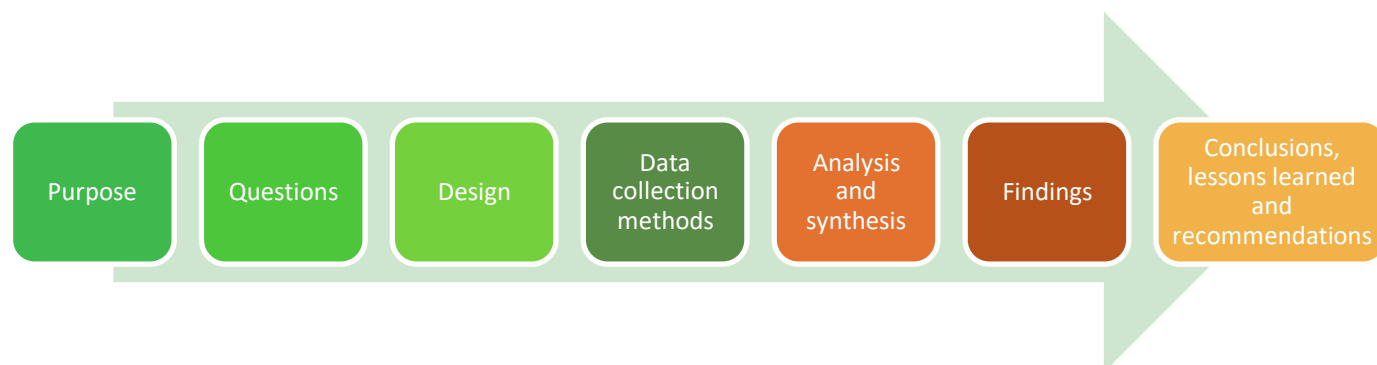 Purpose
Questions
Design
Data
collection
methods
Analysis
and
synthesis
Findings
Conclusions,
lessons learned
and
recommendations